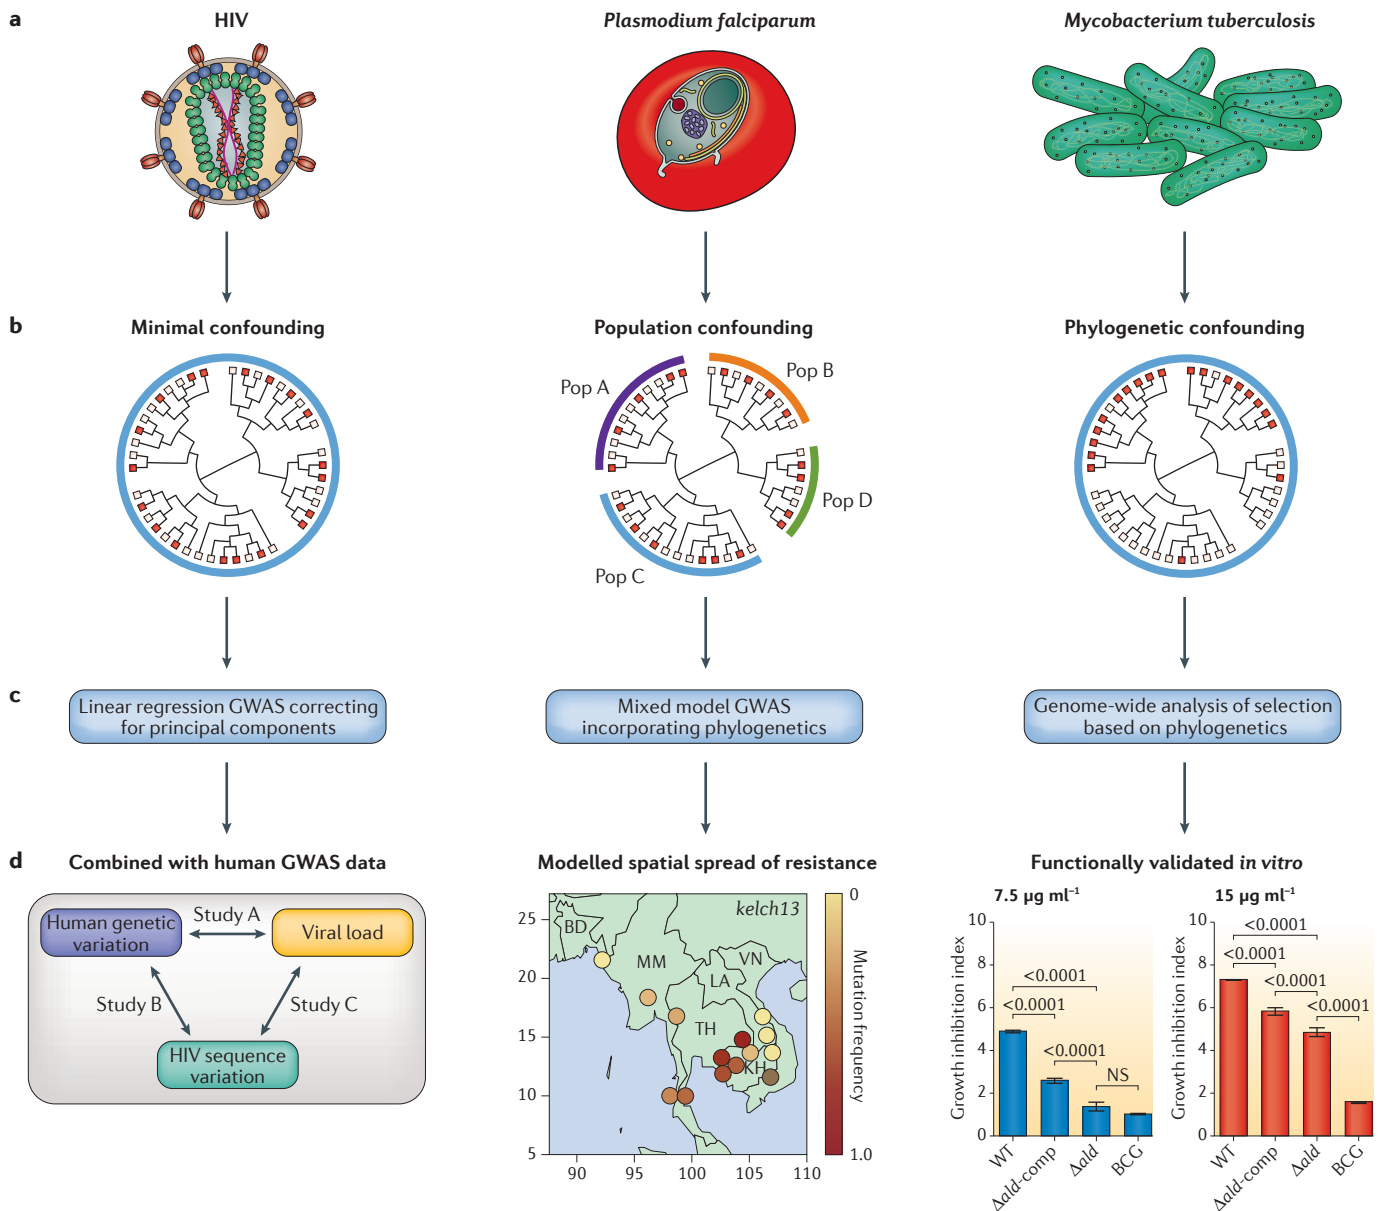 a
HIV
Plasmodium falciparum
Mycobacterium tuberculosis
b
Minimal confounding
Population confounding
Pop A
Pop B
Pop C
Pop D
Phylogenetic confounding
c
Linear regression GWAS correcting
for principal components
Mixed model GWAS
incorporating phylogenetics
Genome-wide analysis of selection
based on phylogenetics
d
Combined with human GWAS data
Human genetic
variation
Study A
Viral load
Study B
Study C
HIV sequence
variation
Modelled spatial spread of resistance
kelch13
BD
MM
LA
VN
TH
KH
25
20
15
10
5
90
95
100
105
110
0
Mutation frequency
1.0
Functionally validated in vitro
7.5 µg ml⁻¹
Growth inhibition index
10
8
6
4
2
0
<0.0001
<0.0001
<0.0001
NS
WT
Δald-comp
Δald
BCG
15 µg ml⁻¹
Growth inhibition index
10
8
6
4
2
0
<0.0001
<0.0001
<0.0001
<0.0001
WT
Δald-comp
Δald
BCG